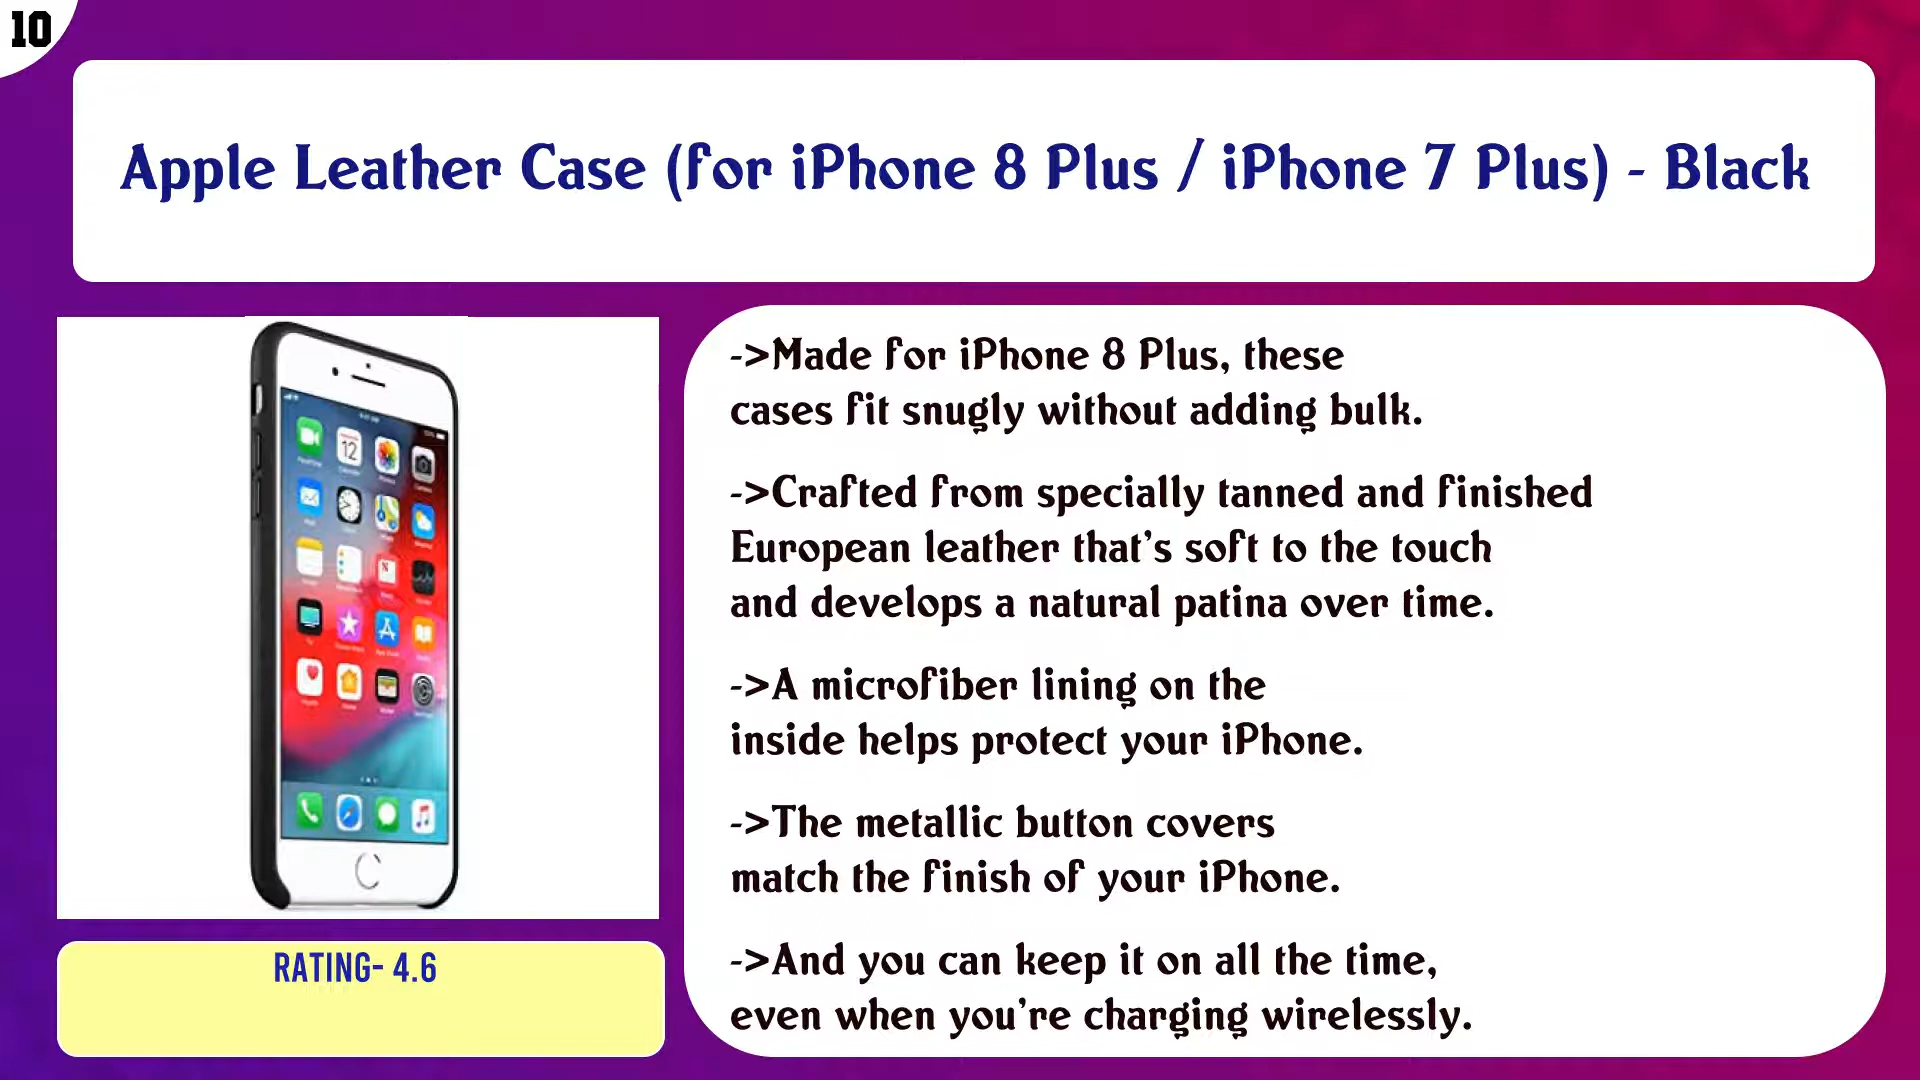 10
Apple Leather Case (for iPhone 8 Plus / iPhone 7 Plus) - Black
->Made for iPhone 8 Plus, these
cases fit snugly without adding bulk.
->Crafted from specially tanned and finished
European leather that's soft to the touch
and develops a natural patina over time.
->A microfiber lining on the
inside helps protect your iPhone.
->The metallic button covers
match the finish of your iPhone.
->And you can keep it on all the time,
even when you're charging wirelessly.
12
RATING- 4.6